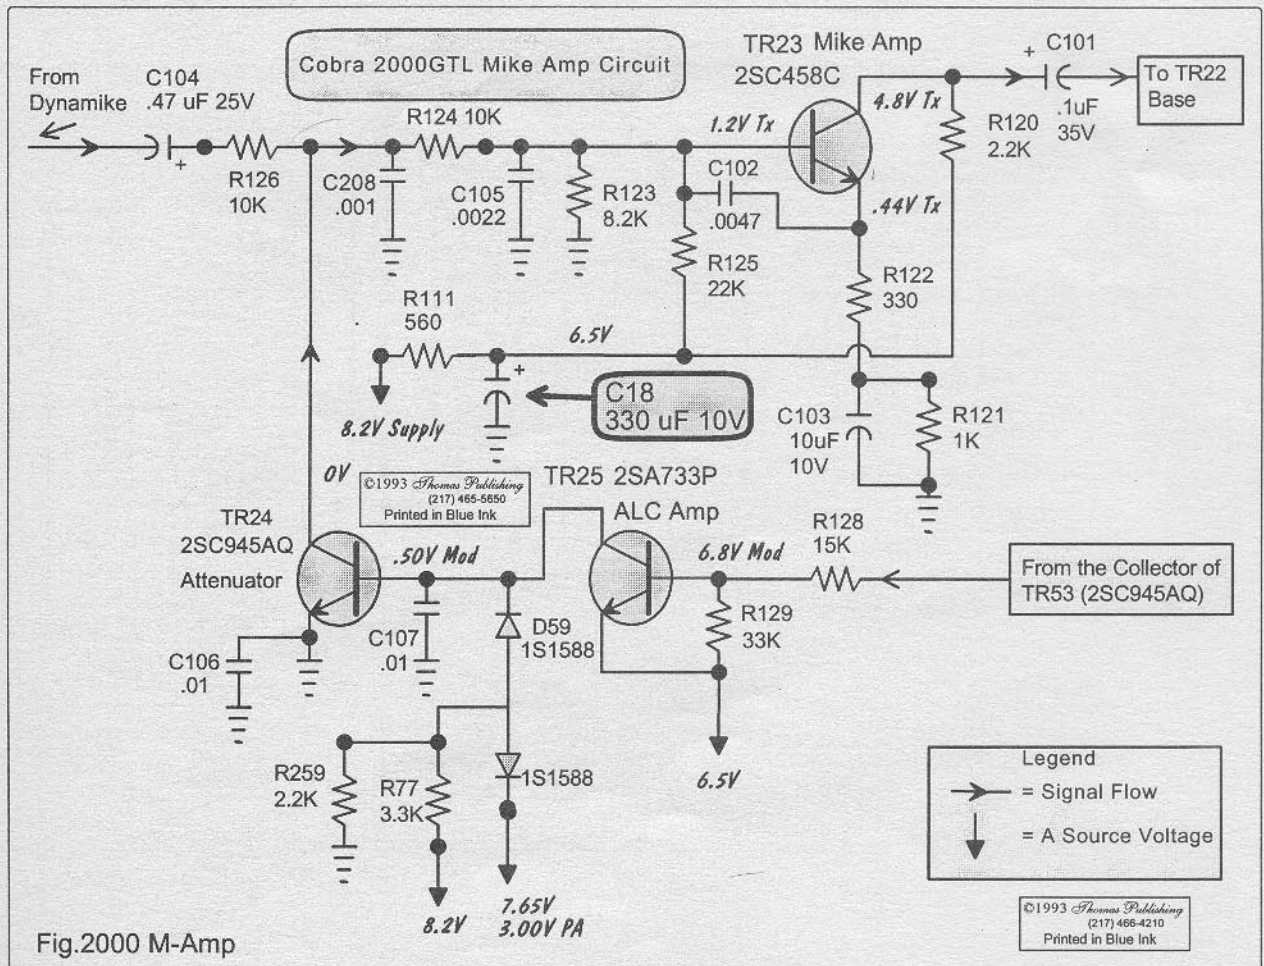 Cobra 2000GTL Mike Amp Circuit
From
Dynamike
C104
.47 uF 25V
R126
10K
R124 10K
C208
.001
C105
.0022
R123
8.2K
1.2V Tx
C102
.0047
R125
22K
TR23 Mike Amp
2SC458C
4.8V Tx
.44V Tx
+ C101
.1uF
35V
To TR22
Base
R120
2.2K
R122
330
R111
560
6.5V
8.2V Supply
+
C18
330 uF 10V
C103
10uF
10V
R121
1K
0V
©1993 Thomas Publishing
(217) 465-5650
Printed in Blue Ink
TR24
2SC945AQ
Attenuator
.50V Mod
TR25 2SA733P
ALC Amp
6.8V Mod
R128
15K
From the Collector of
TR53 (2SC945AQ)
C106
.01
C107
.01
D59
1S1588
R129
33K
6.5V
R259
2.2K
R77
3.3K
1S1588
8.2V
7.65V
3.00V PA
Legend
= Signal Flow
= A Source Voltage
©1993 Thomas Publishing
(217) 466-4210
Printed in Blue Ink
Fig.2000 M-Amp